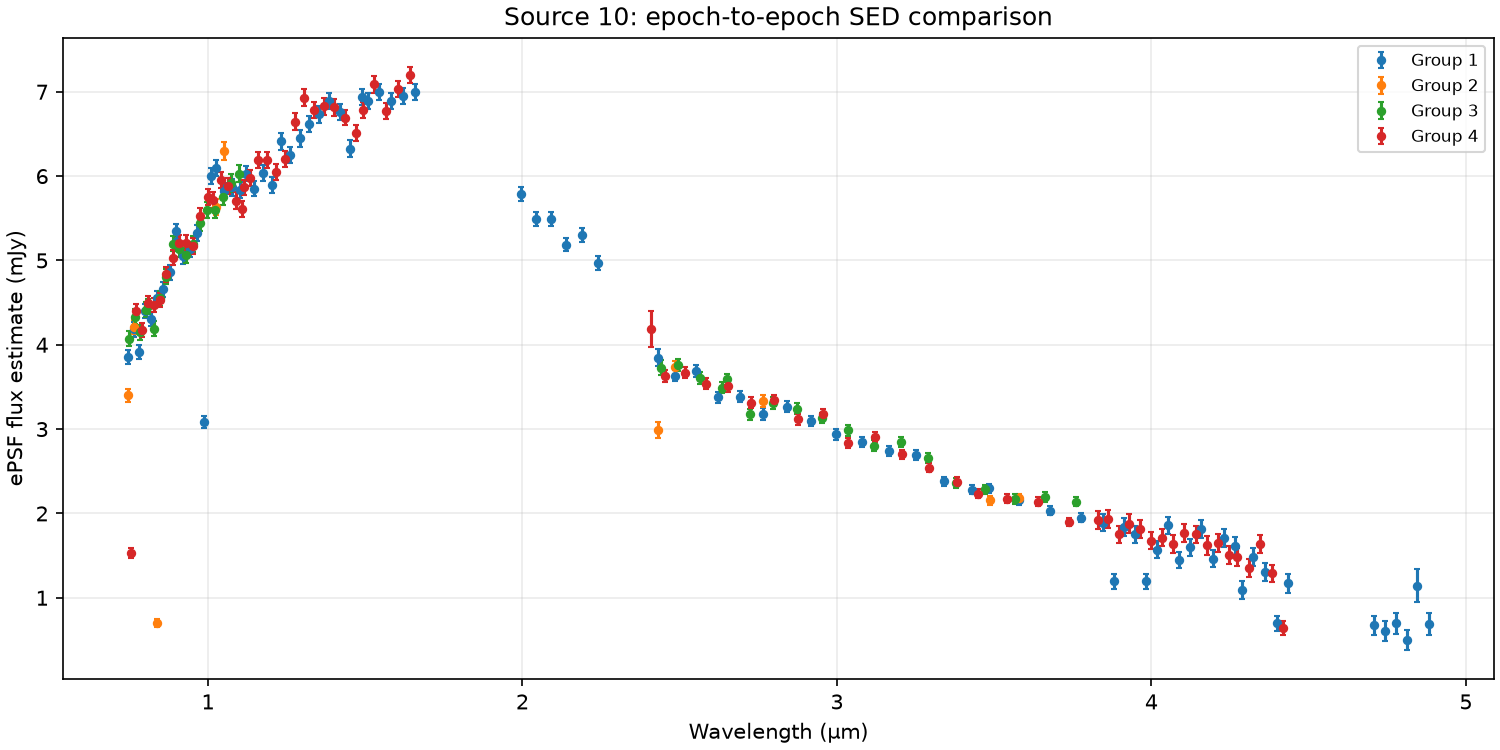 Source 10: epoch-to-epoch SED comparison
ePSF flux estimate (mJy)
7
6
5
4
3
2
1
Group 1
Group 2
Group 3
Group 4
1
2
3
4
5
Wavelength (μm)